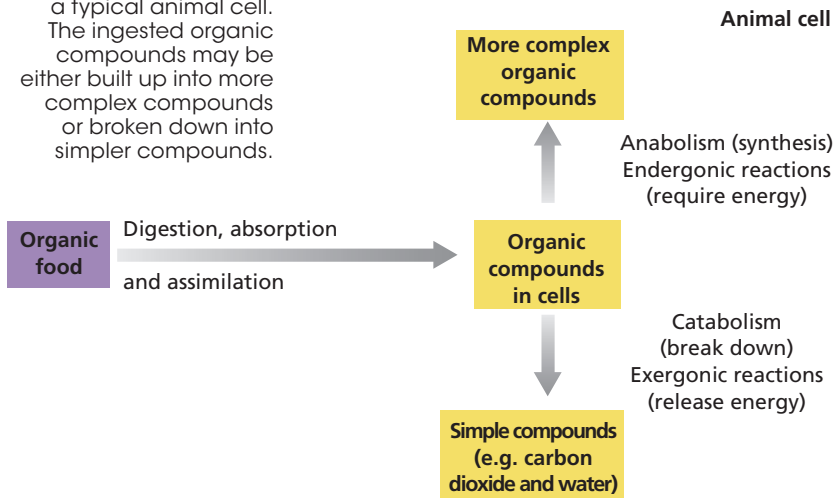 a typical animal cell.
The ingested organic
compounds may be
either built up into more
complex compounds
or broken down into
simpler compounds.
Animal cell
More complex
organic
compounds
Anabolism (synthesis)
Endergonic reactions
(require energy)
Organic
food
Digestion, absorption
and assimilation
Organic
compounds
in cells
Catabolism
(break down)
Exergonic reactions
(release energy)
Simple compounds
(e.g. carbon
dioxide and water)